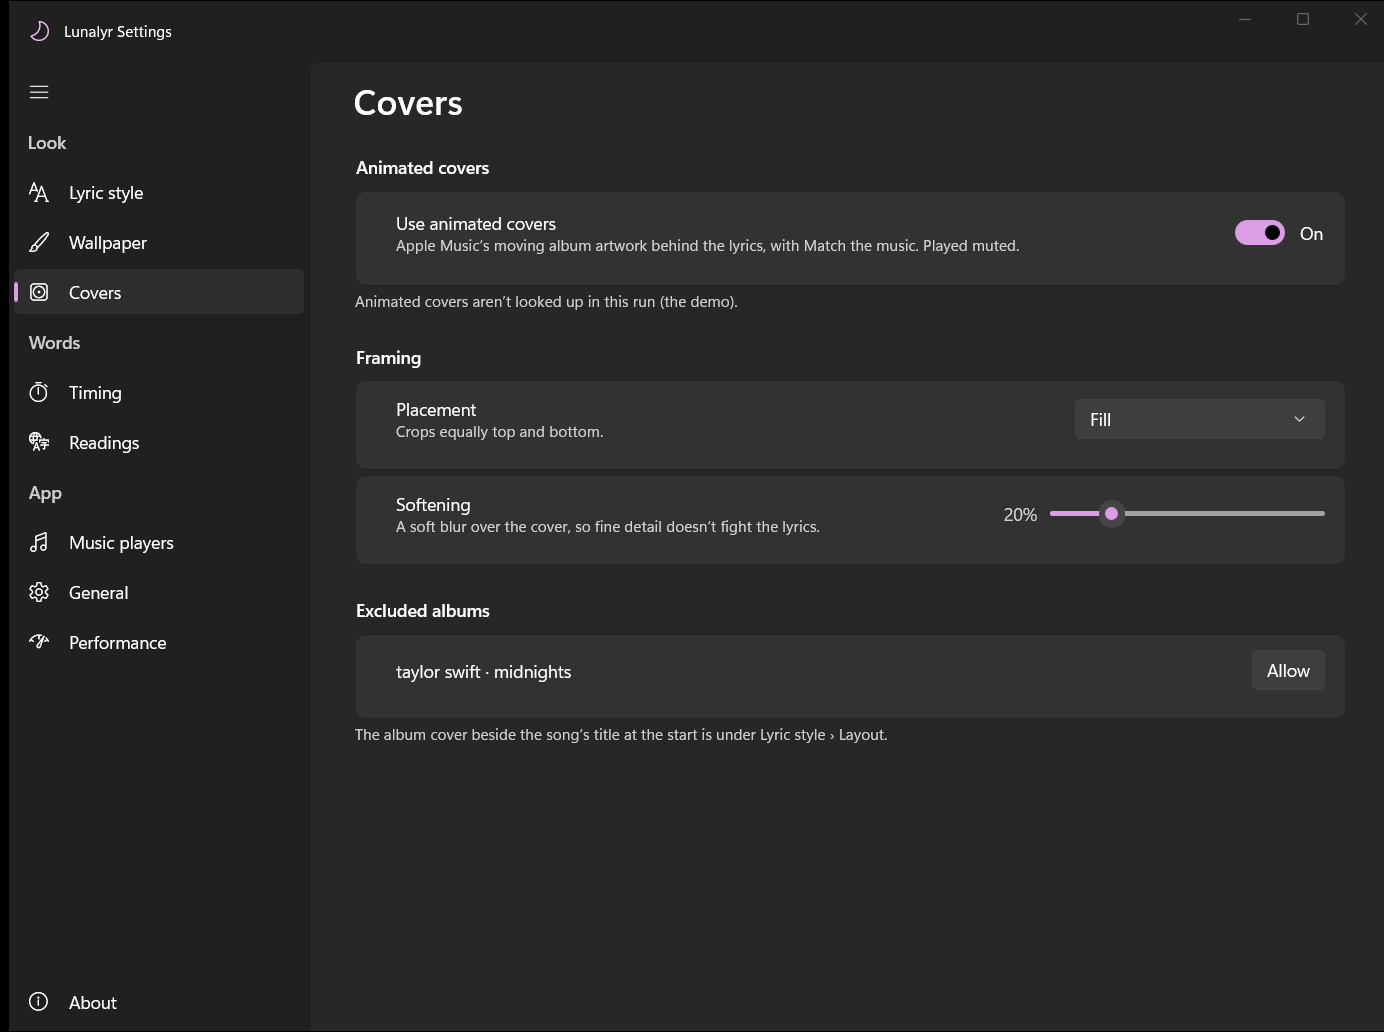 Lunalyr Settings
Look
Lyric style
Wallpaper
Covers
Words
Timing
Readings
App
Music players
General
Performance
About
Covers
Animated covers
Use animated covers
Apple Music’s moving album artwork behind the lyrics, with Match the music. Played muted.
On
Animated covers aren’t looked up in this run (the demo).
Framing
Placement
Crops equally top and bottom.
Fill
Softening
A soft blur over the cover, so fine detail doesn’t fight the lyrics.
20%
Excluded albums
taylor swift · midnights
Allow
The album cover beside the song’s title at the start is under Lyric style › Layout.